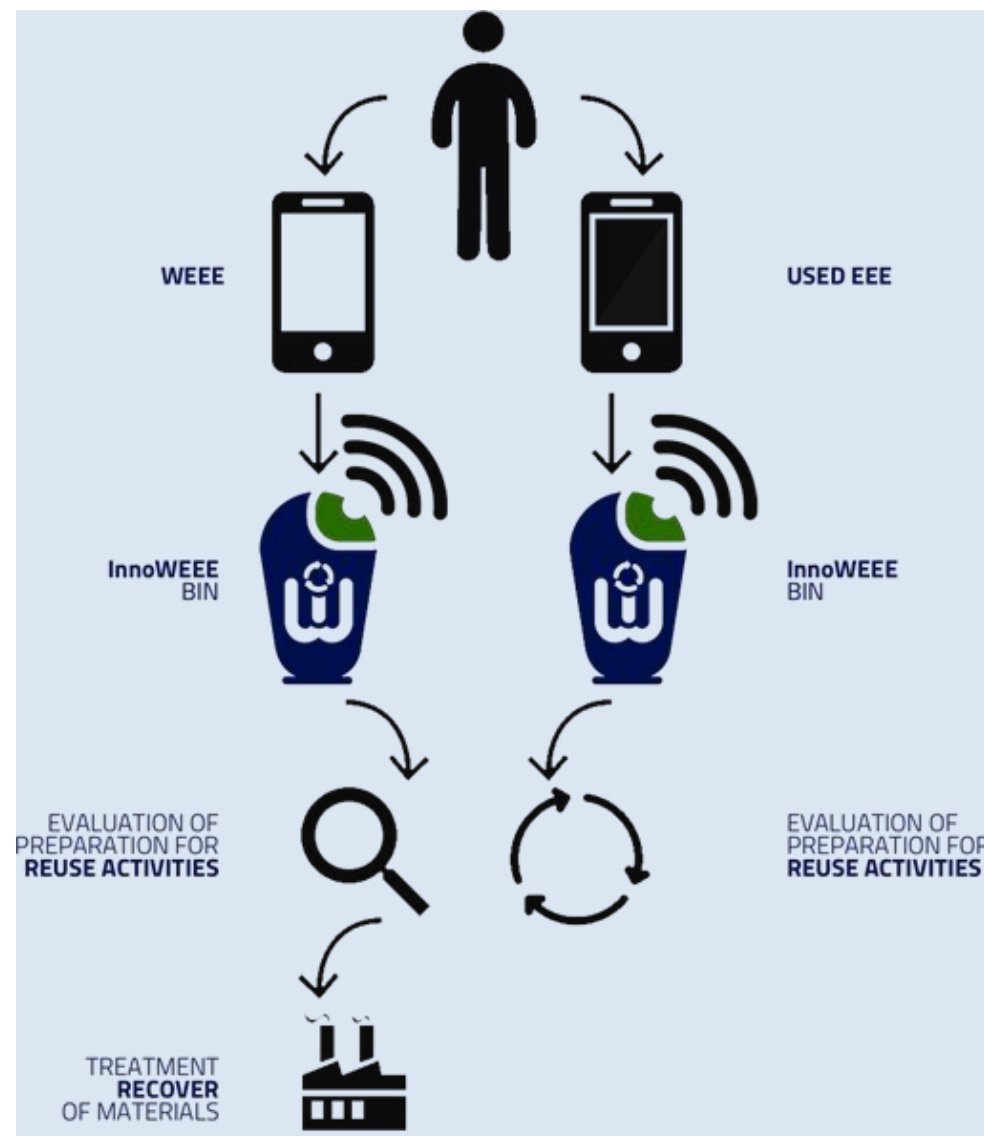 WEEE
USED EEE
InnoWEEE
BIN
InnoWEEE
BIN
EVALUATION OF
PREPARATION FOR
REUSE ACTIVITIES
EVALUATION OF
PREPARATION FOR
REUSE ACTIVITIES
TREATMENT
RECOVER
OF MATERIALS